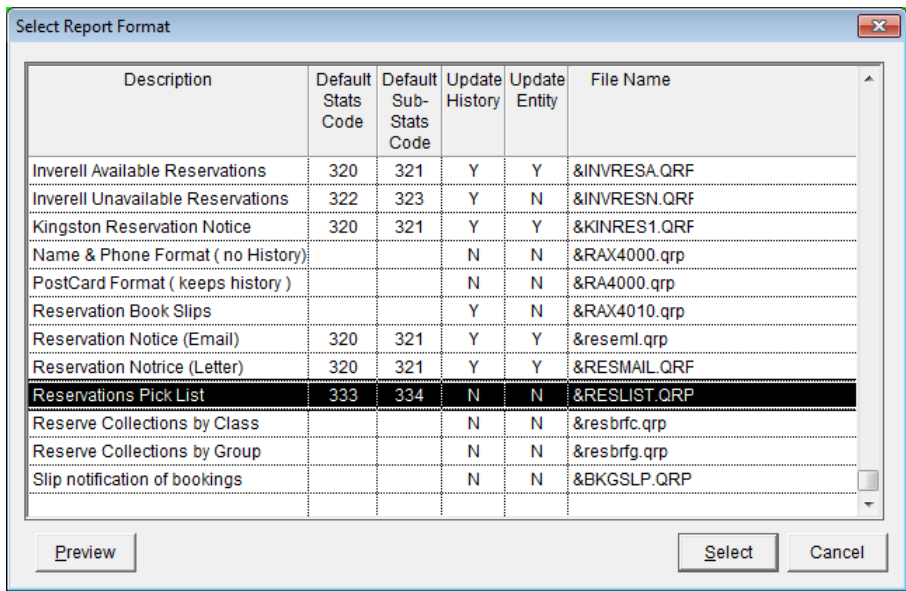 Select Report Format
Description Default Stats Code Default Sub-Stats Code Update History Update Entity File Name
Inverell Available Reservations 320 321 Y Y &INVRESA.QRF
Inverell Unavailable Reservations 322 323 Y N &INVRESN.QRF
Kingston Reservation Notice 320 321 Y Y &KINRES1.QRF
Name & Phone Format ( no History) N N &RAX4000.qrp
PostCard Format ( keeps history ) N N &RA4000.qrp
Reservation Book Slips Y N &RAX4010.qrp
Reservation Notice (Email) 320 321 Y Y &reseml.qrp
Reservation Notrice (Letter) 320 321 Y Y &RESMAIL.QRF
Reservations Pick List 333 334 N N &RESLIST.QRP
Reserve Collections by Class N N &resbrfc.qrp
Reserve Collections by Group N N &resbrfg.qrp
Slip notification of bookings N N &BKGSLP.QRP
Preview Select Cancel